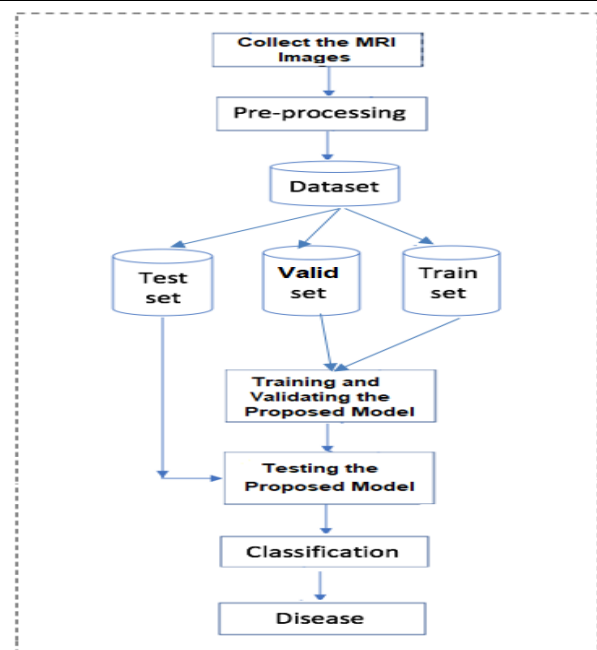 Collect the MRI
Images
Pre-processing
Dataset
Test
set
Valid
set
Train
set
Training and
Validating the
Proposed Model
Testing the
Proposed Model
Classification
Disease